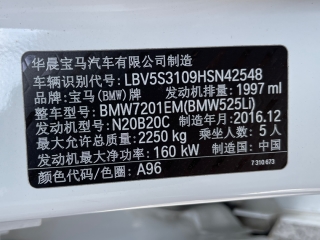 华晨宝马汽车有限公司制造
车辆识别代号: LBV5S3109HSN42548
品牌: 宝马(BMW)牌 发动机排量: 1997 ml
整车型号: BMW7201EM(BMW525Li)
发动机型号: N20B20C 制造年月: 2016.12
最大允许总质量: 2250 kg 乘坐人数: 5 人
发动机最大净功率: 160 kW 制造国: 中国
颜色代码/色圈: A96 7 310 673